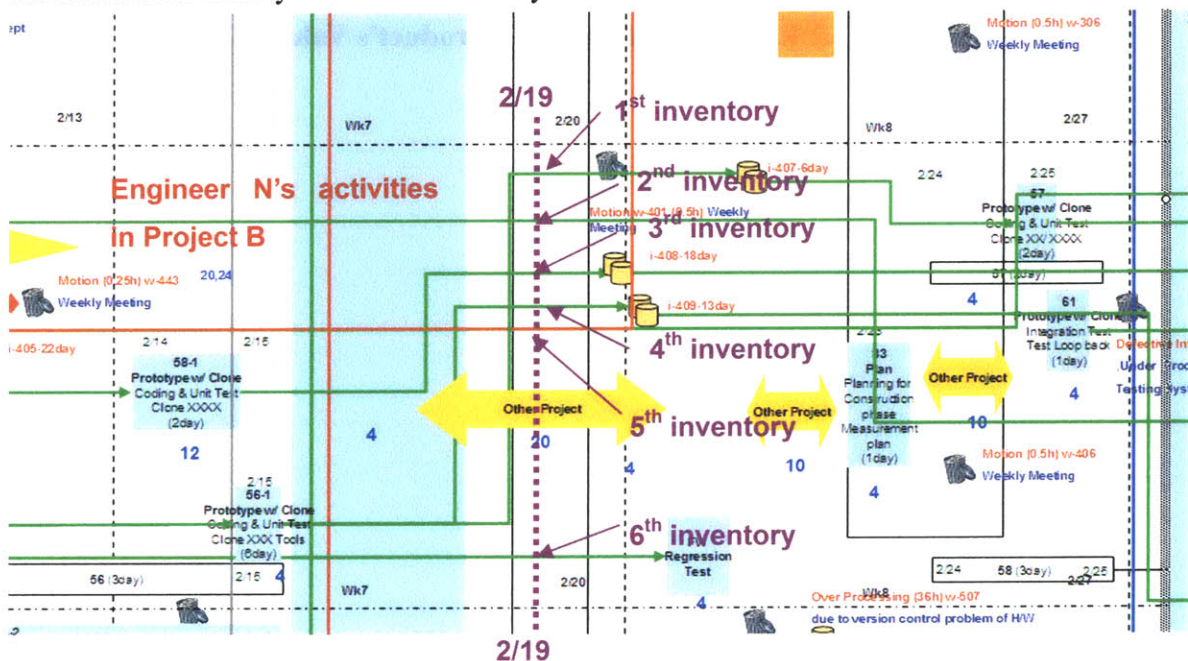 ept
Motion (0.5h) w-306
Weekly Meeting
2/19
2/13
Wk7
2/20
1st inventory
Wk8
2/27
i-407-6day
2/24
2/25
Engineer N's activities
in Project B
2nd inventory
Motion w-401 (0.5h) Weekly
Meeting
3rd inventory
57
Prototype w/ Clone
Coding & Unit Test
Clone XX/XXXX
(2day)
Motion (0.25h) w-443
20,24
Weekly Meeting
i-408-18day
4
i-409-13day
61
Prototype w/ Clone
Integration Test
Test Loop back
(1day)
4
i-405-22day
2/14
2/15
4th inventory
58-1
Prototype w/ Clone
Coding & Unit Test
Clone XXXX
(2day)
12
4
Other Project
20
5th inventory
4
Other Project
10
Plan
Planning for
Construction
phase
Measurement
plan
(1day)
4
Other Project
10
Testing Sys
Motion (0.5h) w-406
Weekly Meeting
2/15
56-1
Prototype w/ Clone
Coding & Unit Test
Clone XXX Tools
(6day)
4
6th inventory
Regression
Test
4
56 (3day)
2/15
Wk7
2/20
2/24
58 (3day)
2/25
2/27
Wk8
Over Processing (36h) w-507
due to version control problem of H/W
2/19